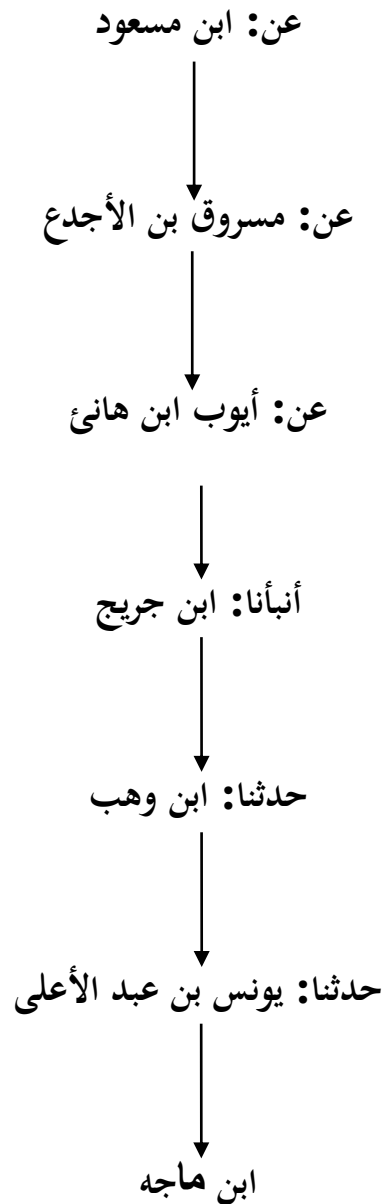 عن: ابن مسعود
عن: مسروق بن الأجدع
عن: أيوب ابن هانئ
أنبأنا: ابن جريج
حدثنا: ابن وهب
حدثنا: يونس بن عبد الأعلى
ابن ماجه